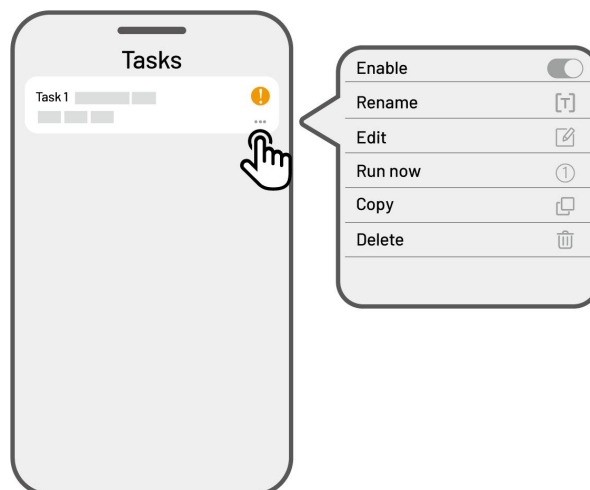 Tasks
Task 1
Enable
Rename
Edit
Run now
Copy
Delete